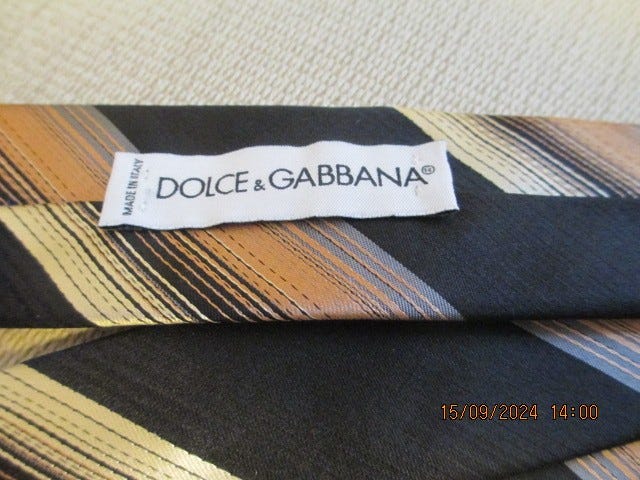 MADE IN ITALY
DOLCE & GABBANA®
15/09/2024 14:00